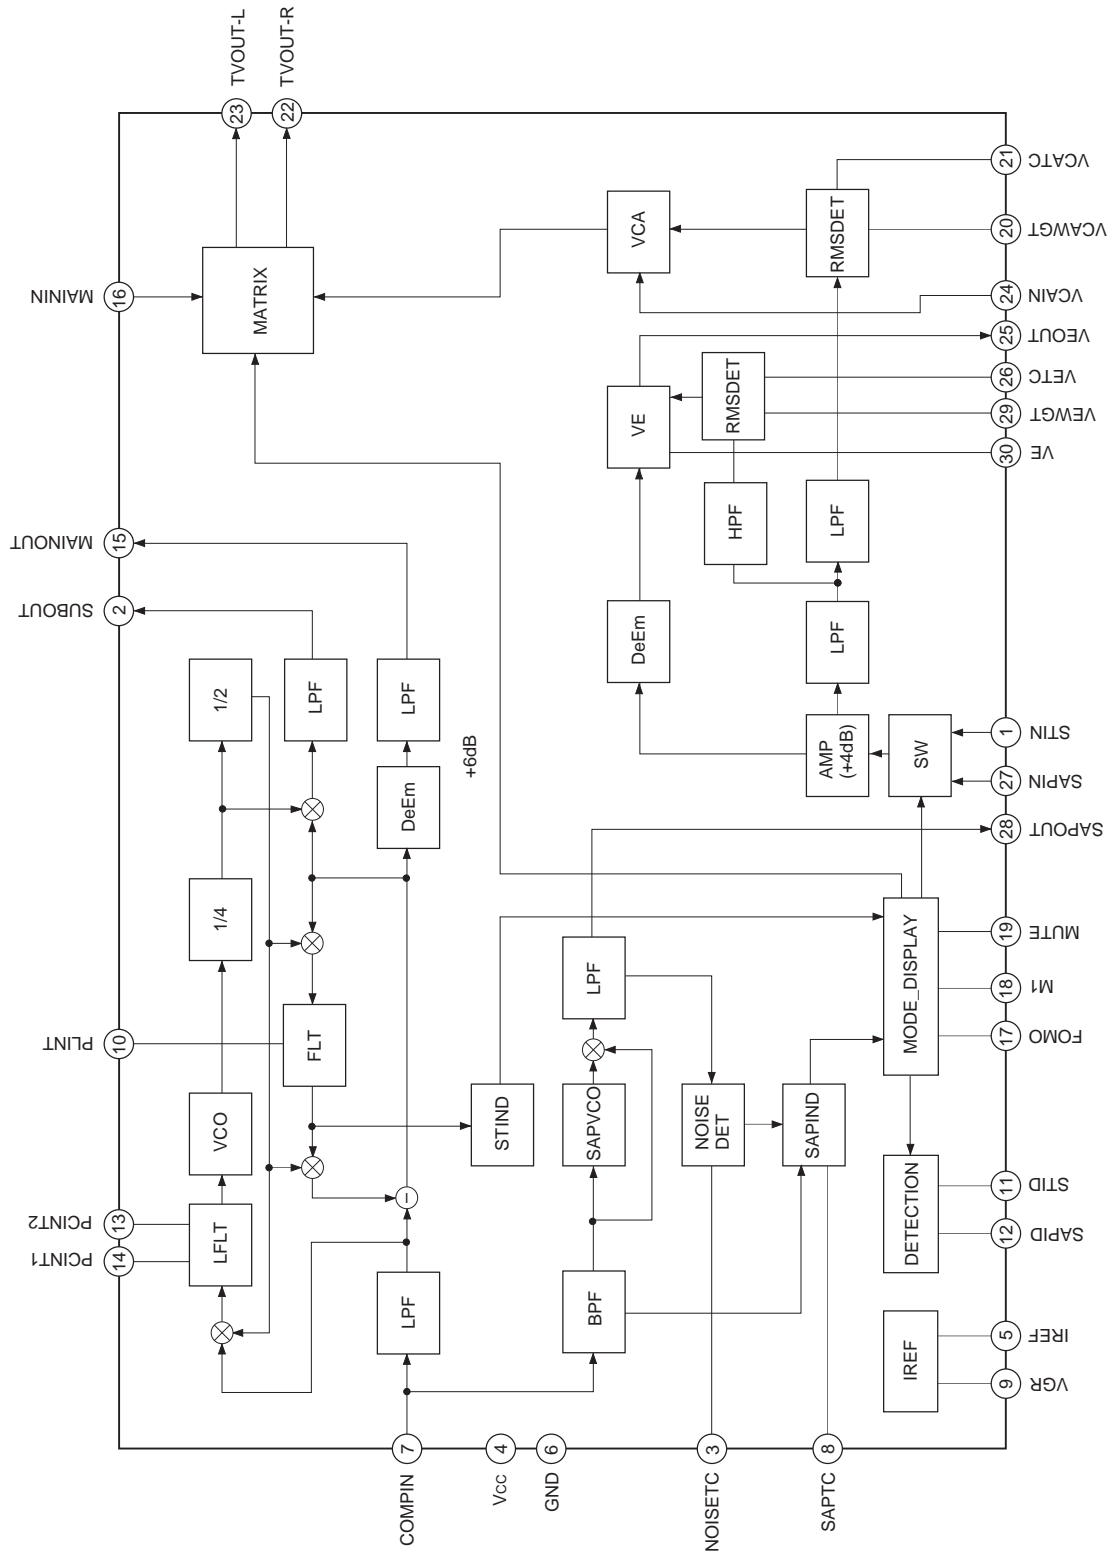 TVOUT-L
23
TVOUT-R
22
MAININ
16
MATRIX
MAINOUT
15
SUBOUT
2
1/2
LPF
LPF
+6dB
DeEm
1/4
PLINT
10
FLT
VCO
PCINT2
13
PCINT1
14
LFLT
STIND
LPF
COMPIN
7
Vcc
4
GND
6
NOISETC
3
SAPTC
8
BPF
SAPVCO
LPF
NOISE
DET
SAPIND
MODE_DISPLAY
DETECTION
IREF
VCA
RMSDET
VE
RMSDET
HPF
LPF
DeEm
LPF
AMP
(+4dB)
SW
21
VCATC
20
VCAWGT
24
VCAIN
25
VEOUT
26
VETC
29
VEWGT
30
VE
1
STIN
27
SAPIN
28
SAPOUT
19
MUTE
18
M1
17
FOMO
11
STID
12
SAPID
5
IREF
9
VGR